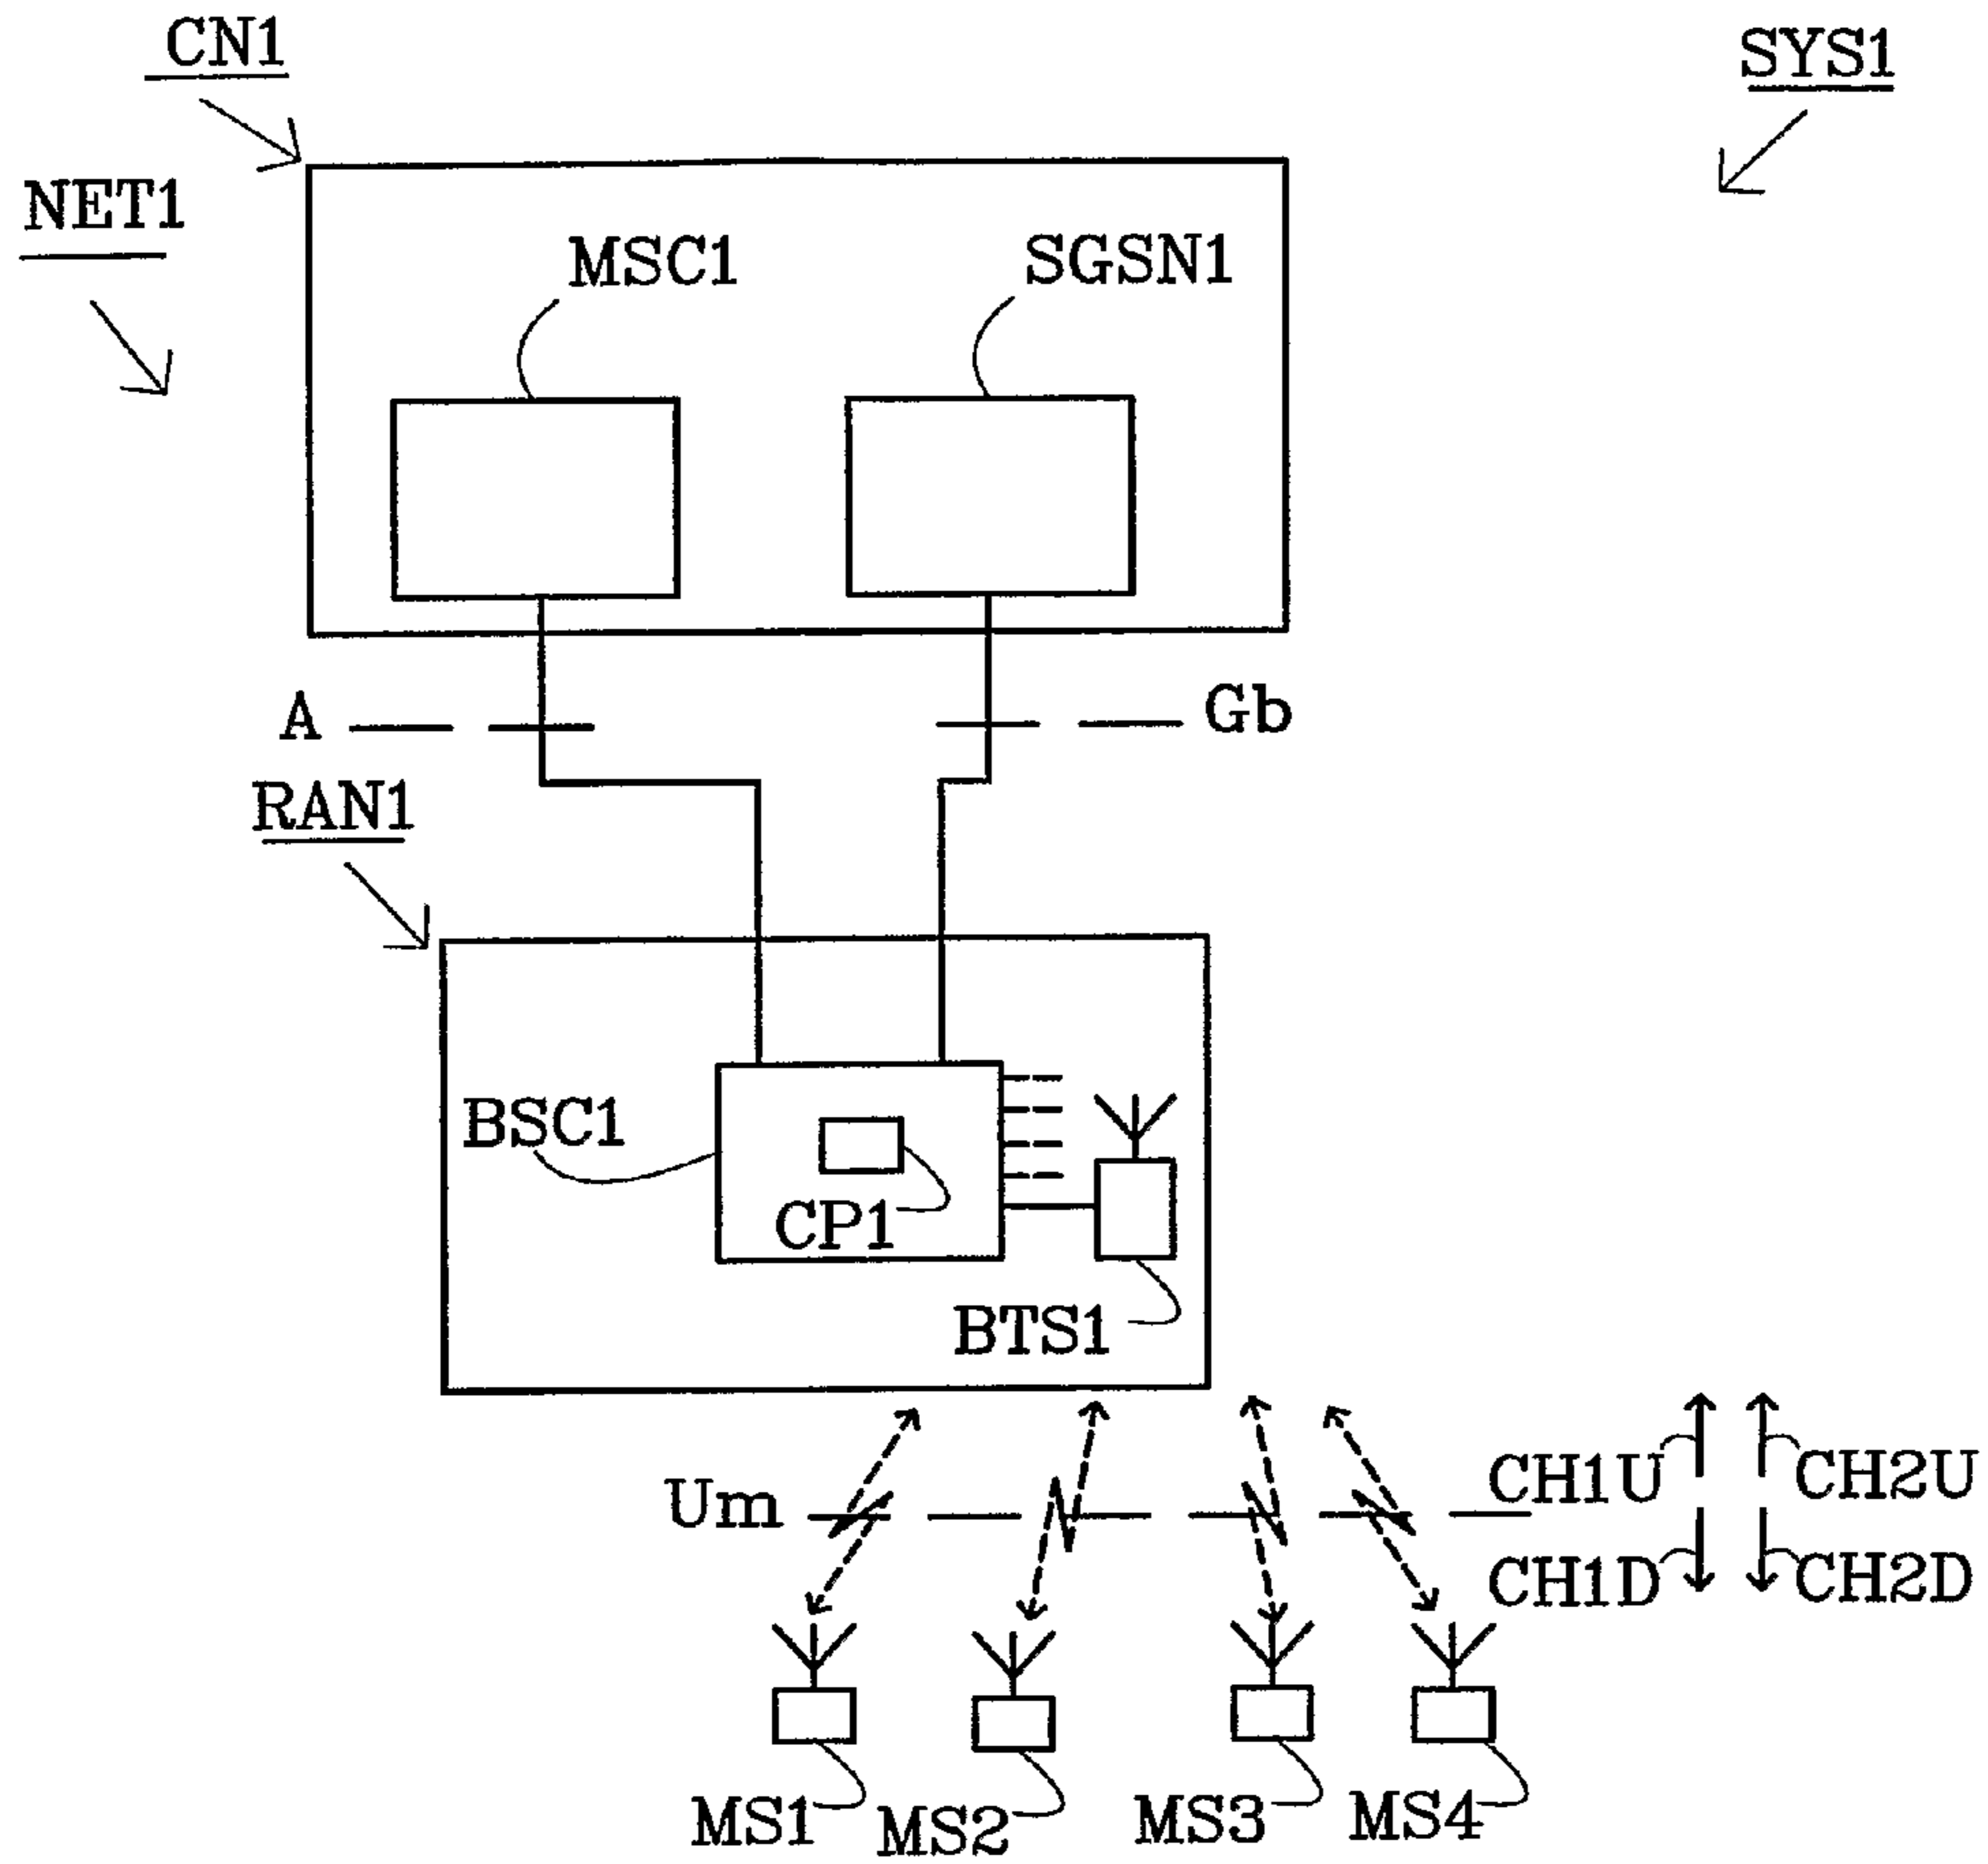 CN1
SYS1
NET1
MSC1
SGSN1
A
Gb
RAN1
BSC1
CP1
BTS1
Um
CH1U
CH2U
CH1D
CH2D
MS1
MS2
MS3
MS4